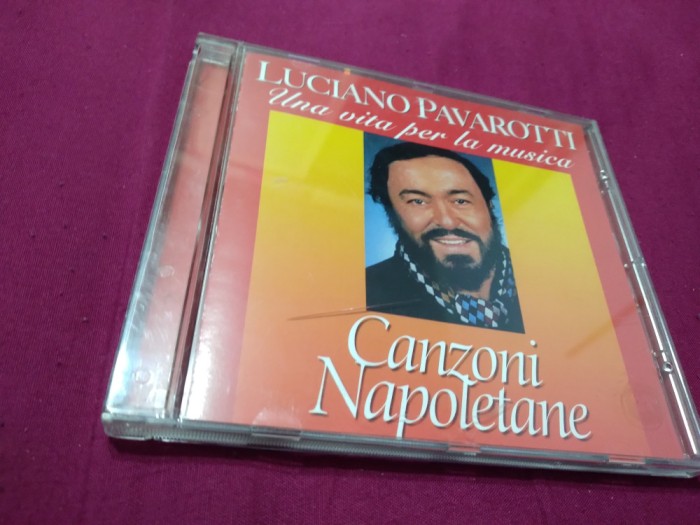 LUCIANO PAVAROTTI
Una vita per la musica
Canzoni
Napoletane